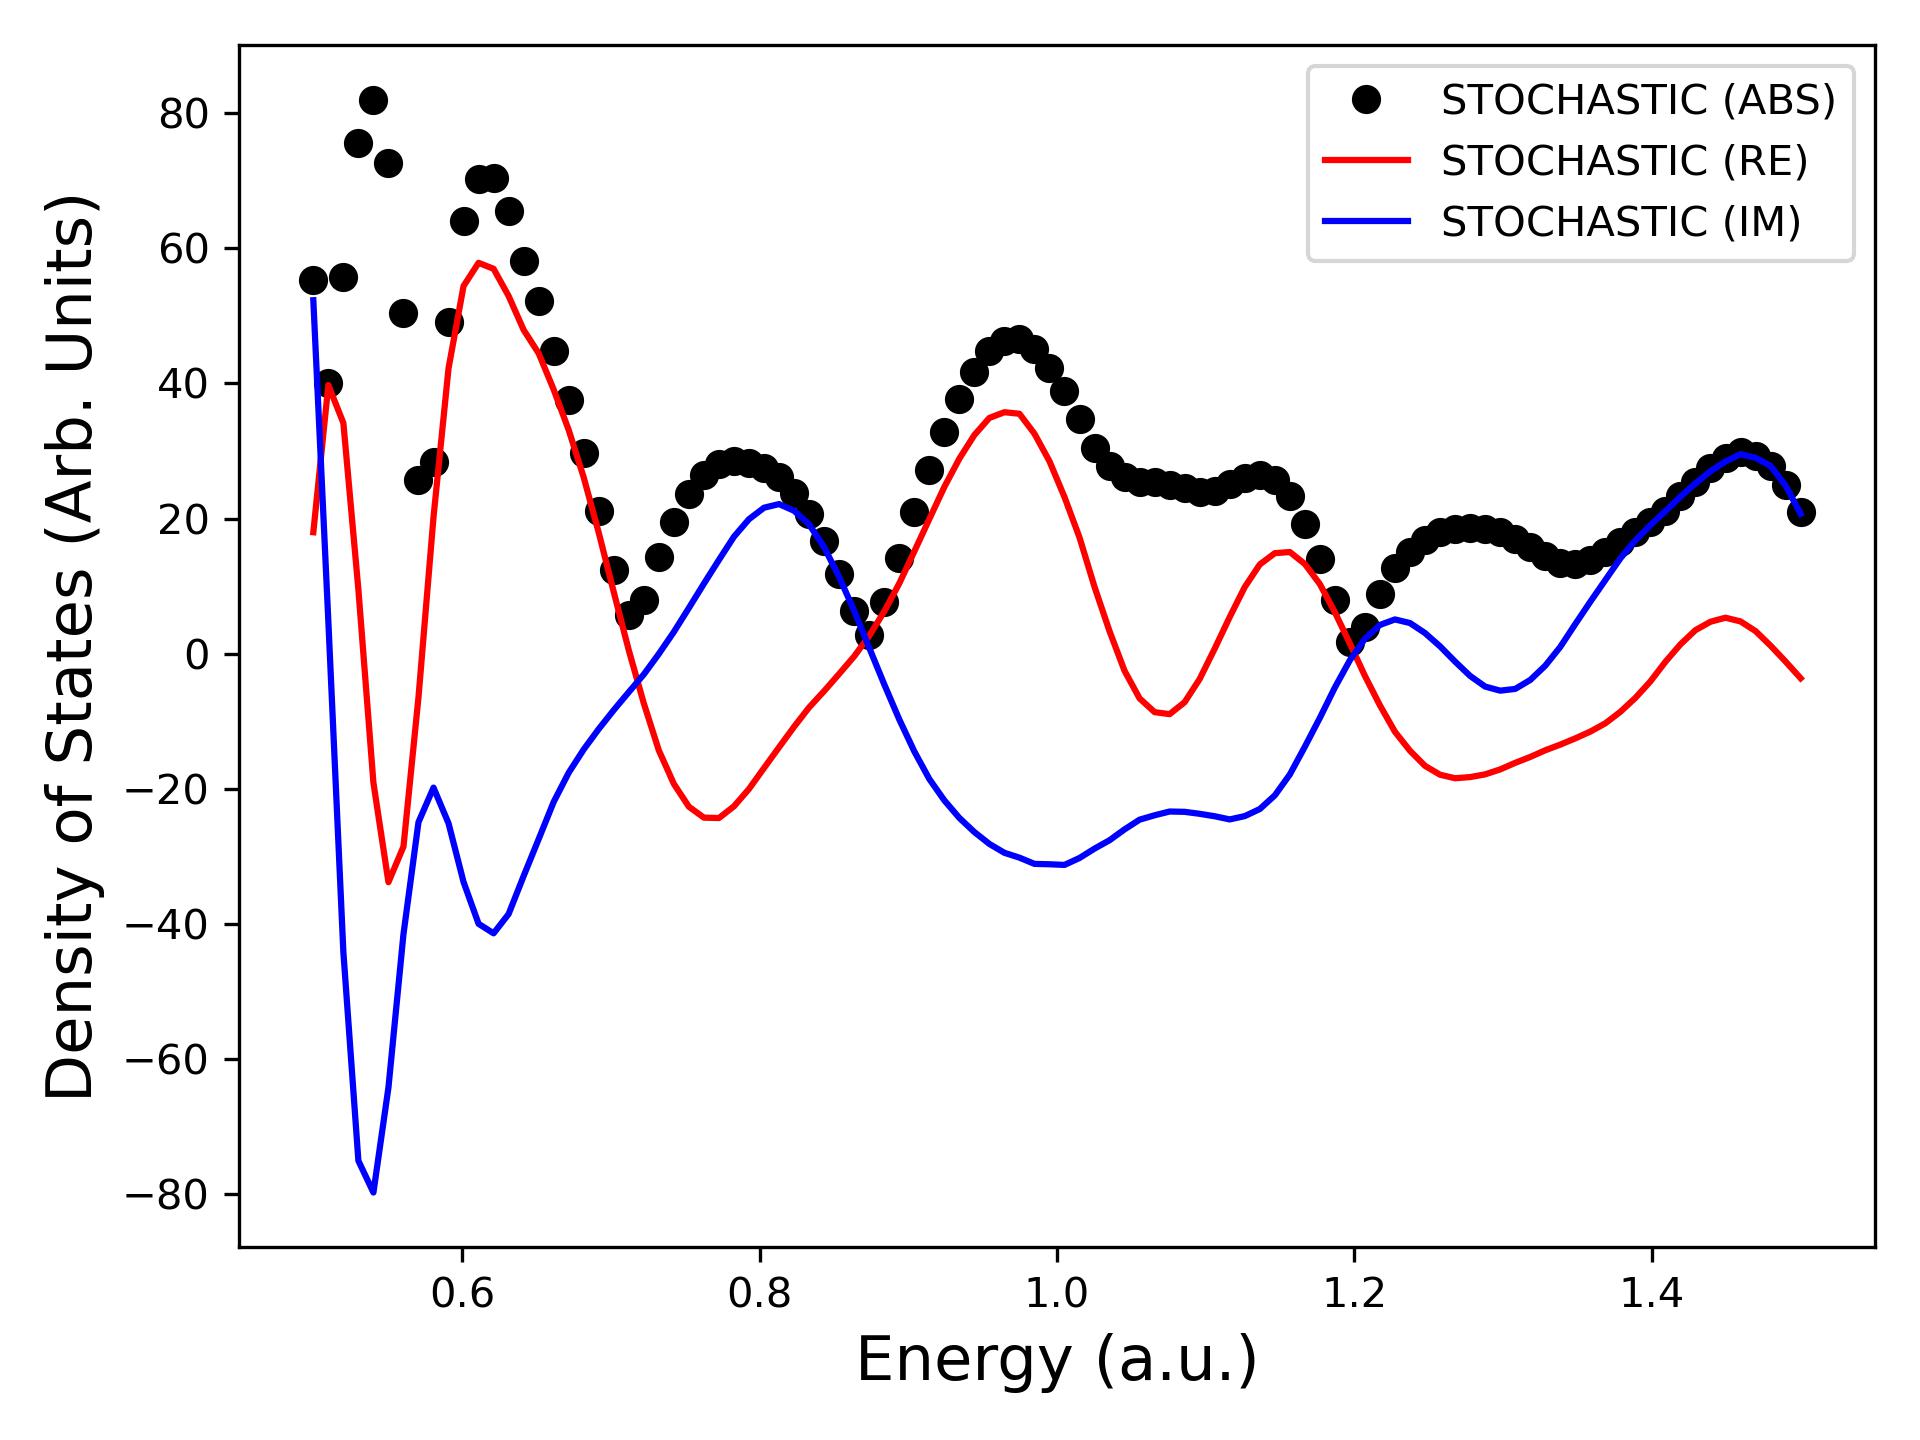 STOCHASTIC (ABS)
STOCHASTIC (RE)
STOCHASTIC (IM)
Density of States (Arb. Units)
80
60
40
20
0
−20
−40
−60
−80
0.6 0.8 1.0 1.2 1.4
Energy (a.u.)